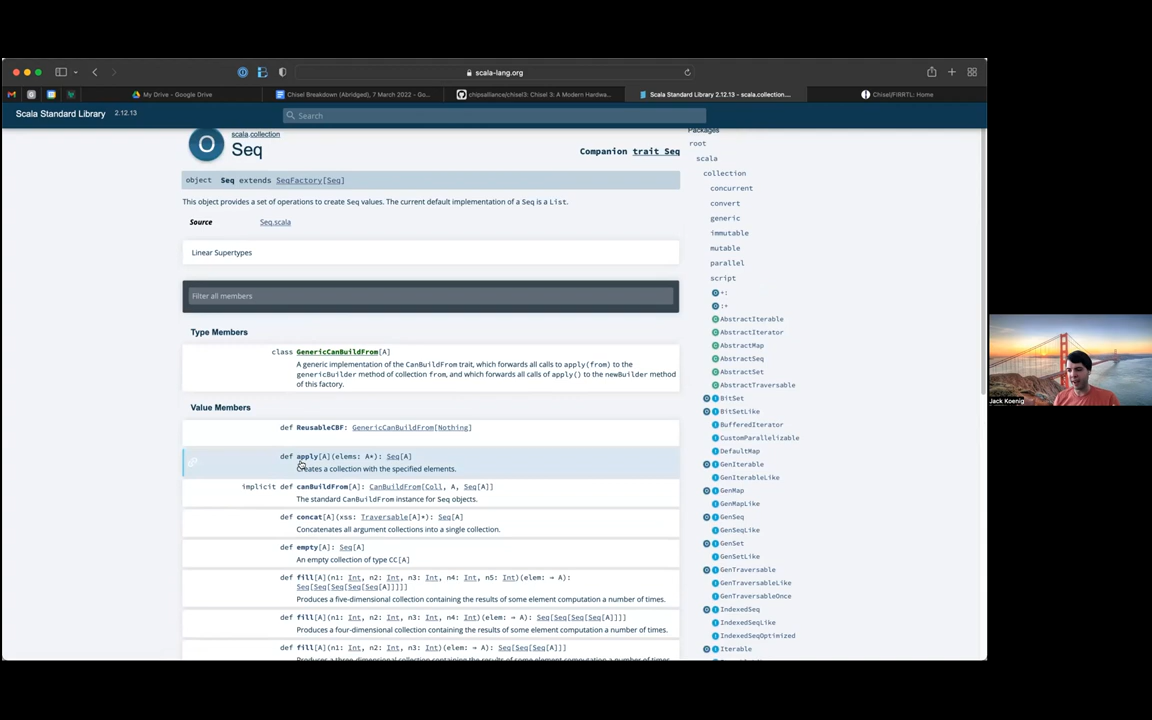 scala-lang.org
My Drive – Google Drive
Chisel Breakdown (Abridged), 7 March 2022 - Go...
chipsalliance/chisel3: Chisel 3: A Modern Hardwa...
Scala Standard Library 2.12.13 - scala.collection....
Chisel/FIRRTL: Home
Scala Standard Library 2.12.13
Search
scala.collection
Seq
Companion trait Seq
object Seq extends SeqFactory[Seq]
This object provides a set of operations to create Seq values. The current default implementation of a Seq is a List.
Source Seq.scala
Linear Supertypes
Filter all members
Type Members
class GenericCanBuildFrom[A]
A generic implementation of the CanBuildFrom trait, which forwards all calls to apply(from) to the
genericBuilder method of collection from, and which forwards all calls of apply() to the newBuilder method
of this factory.
Value Members
def ReusableCBF: GenericCanBuildFrom[Nothing]
def apply[A](elems: A*): Seq[A]
Creates a collection with the specified elements.
implicit def canBuildFrom[A]: CanBuildFrom[Coll, A, Seq[A]]
The standard CanBuildFrom instance for Seq objects.
def concat[A](xss: Traversable[A]*): Seq[A]
Concatenates all argument collections into a single collection.
def empty[A]: Seq[A]
An empty collection of type CC[A]
def fill[A](n1: Int, n2: Int, n3: Int, n4: Int, n5: Int)(elem: ⇒ A):
Seq[Seq[Seq[Seq[Seq[A]]]]]
Produces a five-dimensional collection containing the results of some element computation a number of times.
def fill[A](n1: Int, n2: Int, n3: Int, n4: Int)(elem: ⇒ A): Seq[Seq[Seq[Seq[A]]]]
Produces a four-dimensional collection containing the results of some element computation a number of times.
def fill[A](n1: Int, n2: Int, n3: Int)(elem: ⇒ A): Seq[Seq[Seq[A]]]
Produces a three-dimensional collection containing the results of some element computation a number of times.
Packages
root
scala
collection
concurrent
convert
generic
immutable
mutable
parallel
script
+:
:+
AbstractIterable
AbstractIterator
AbstractMap
AbstractSeq
AbstractSet
AbstractTraversable
BitSet
BitSetLike
BufferedIterator
CustomParallelizable
DefaultMap
GenIterable
GenIterableLike
GenMap
GenMapLike
GenSeq
GenSeqLike
GenSet
GenSetLike
GenTraversable
GenTraversableLike
GenTraversableOnce
IndexedSeq
IndexedSeqLike
IndexedSeqOptimized
Iterable
Jack Koenig